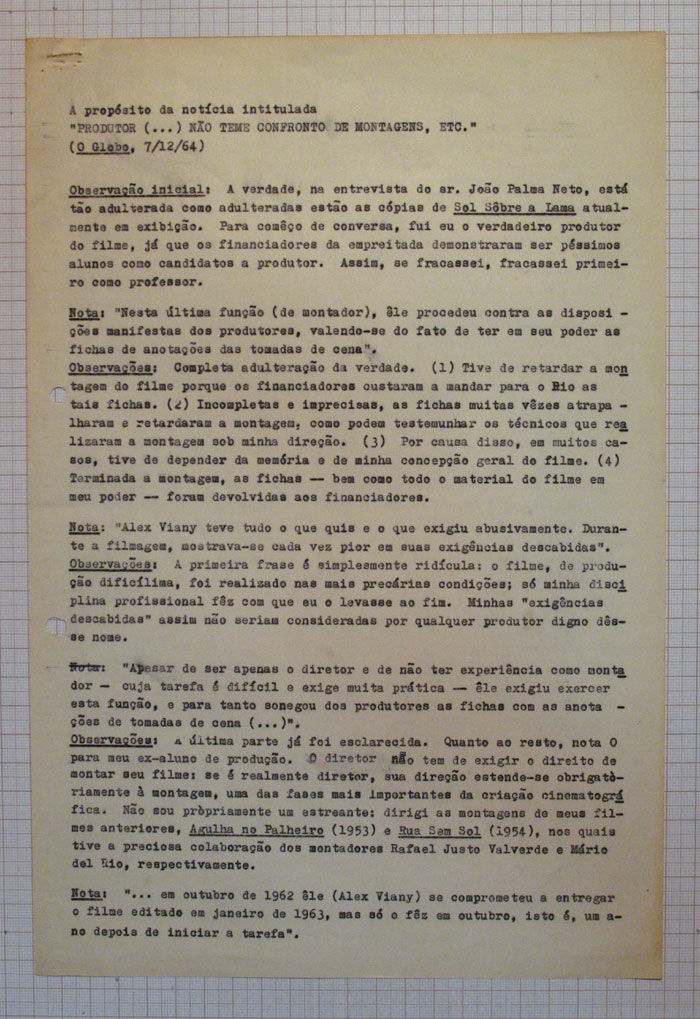 A propósito da notícia intitulada
"PRODUTOR (...) NÃO TEME CONFRONTO DE MONTAGENS, ETC."
(O Globo, 7/12/64)
Observação inicial: A verdade, na entrevista do sr. João Palma Neto, está
tão adulterada como adulteradas estão as cópias de Sol Sôbre a Lama atual-
mente em exibição. Para comêço de conversa, fui eu o verdadeiro produtor
do filme, já que os financiadores da empreitada demonstraram ser péssimos
alunos como candidatos a produtor. Assim, se fracassei, fracassei primei-
ro como professor.
Nota: "Nesta última função (de montador), êle procedeu contra as disposi -
ções manifestas dos produtores, valendo-se do fato de ter em seu poder as
fichas de anotações das tomadas de cena".
Observações: Completa adulteração da verdade. (1) Tive de retardar a mon
tagem do filme porque os financiadores custaram a mandar para o Rio as
tais fichas. (2) Incompletas e imprecisas, as fichas muitas vêzes atrapa -
lharam e retardaram a montagem, como podem testemunhar os técnicos que rea
lizaram a montagem sob minha direção. (3) Por causa disso, em muitos ca-
sos, tive de depender da memória e de minha concepção geral do filme. (4)
Terminada a montagem, as fichas — bem como todo o material do filme em
meu poder — foram devolvidas aos financiadores.
Nota: "Alex Viany teve tudo o que quis e o que exigiu abusivamente. Duran-
te a filmagem, mostrava-se cada vez pior em suas exigências descabidas".
Observações: A primeira frase é simplesmente ridícula: o filme, de produ-
ção dificílima, foi realizado nas mais precárias condições; só minha disci
plina profissional fêz com que eu o levasse ao fim. Minhas "exigências
descabidas" assim não seriam consideradas por qualquer produtor digno dês-
se nome.
Nota: "Apesar de ser apenas o diretor e de não ter experiência como monta
dor — cuja tarefa é difícil e exige muita prática — êle exigiu exercer
esta função, e para tanto sonegou dos produtores as fichas com as anota -
ções de tomadas de cena (...)".
Observações: A última parte já foi esclarecida. Quanto ao resto, nota O
para meu ex-aluno de produção. O diretor não tem de exigir o direito de
montar seu filme: se é realmente diretor, sua direção estende-se obrigatò-
riamente à montagem, uma das fases mais importantes da criação cinematográ
fica. Não sou pròpriamente um estreante: dirigi as montagens de meus fil-
mes anteriores, Agulha no Palheiro (1953) e Rua Sem Sol (1954), nos quais
tive a preciosa colaboração dos montadores Rafael Justo Valverde e Mário
del Rio, respectivamente.
Nota: "... em outubro de 1962 êle (Alex Viany) se comprometeu a entregar
o filme editado em janeiro de 1963, mas só o fêz em outubro, isto é, um a-
no depois de iniciar a tarefa".